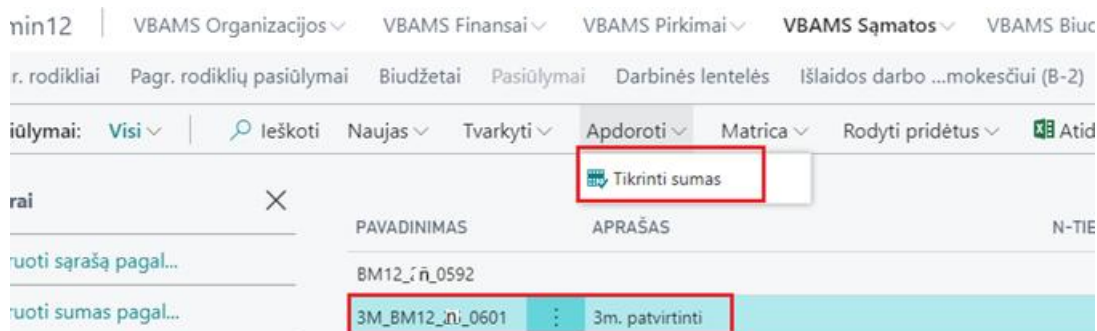 min12 VBAMS Organizacijos VBAMS Finansai VBAMS Pirkimai VBAMS Sąmatos VBAMS Biud
r. rodikliai Pagr. rodiklių pasiūlymai Biudžetai Pasiūlymai Darbinės lentelės Išlaidos darbo ...mokesčiui (B-2)
iūlymai: Visi Ieškoti Naujas Tvarkyti Apdoroti Matrica Rodyti pridėtus Atid
Tikrinti sumas
rai
PAVADINIMAS APRAŠAS N-TIE
ruoti sąrašą pagal...
ruoti sumas pagal...
3m. patvirtinti